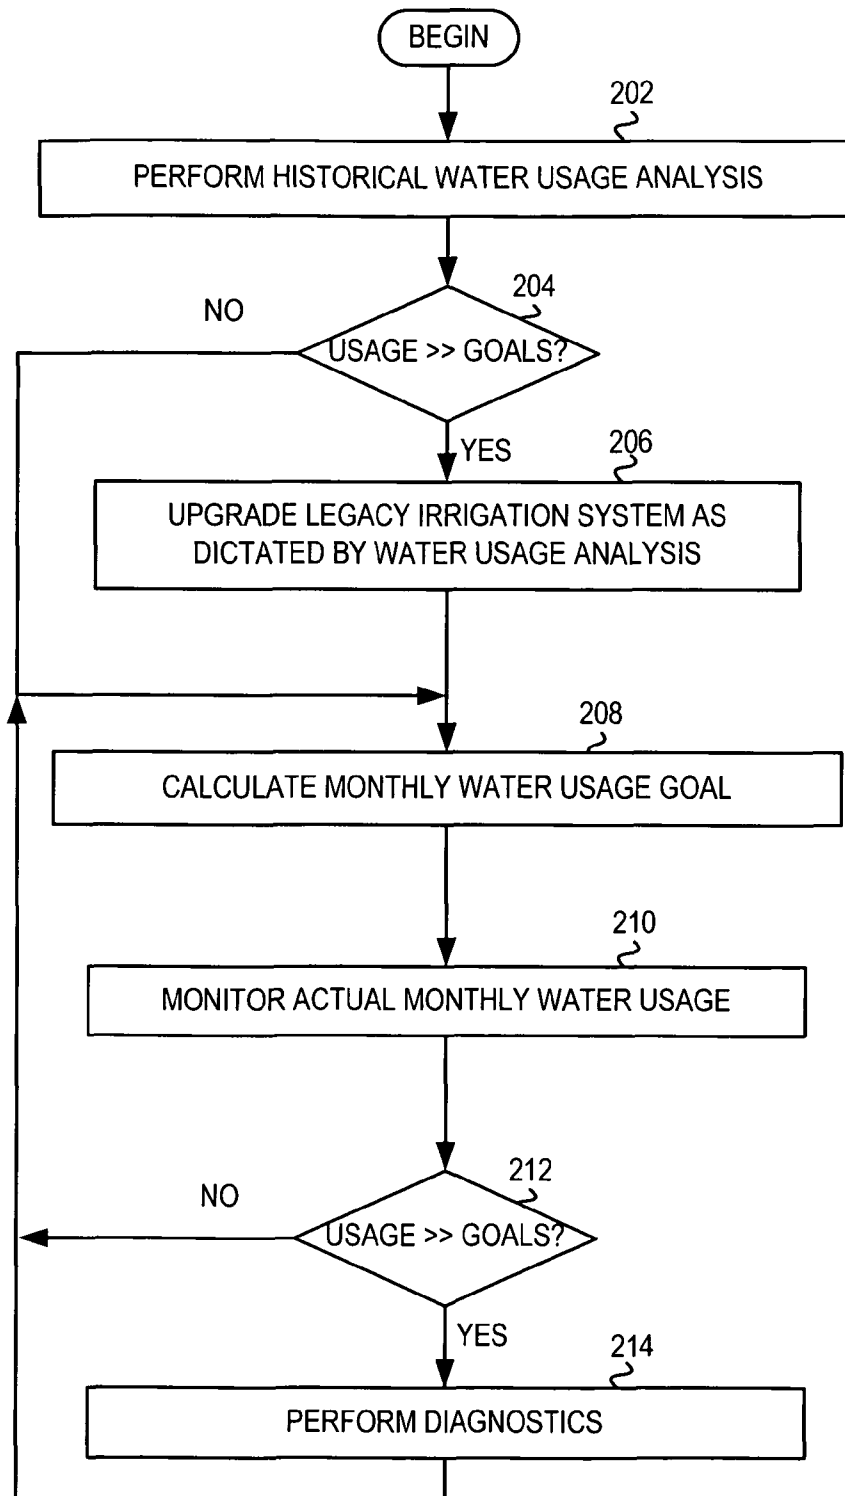 BEGIN
202
PERFORM HISTORICAL WATER USAGE ANALYSIS
204
NO
USAGE >> GOALS?
YES
206
UPGRADE LEGACY IRRIGATION SYSTEM AS
DICTATED BY WATER USAGE ANALYSIS
208
CALCULATE MONTHLY WATER USAGE GOAL
210
MONITOR ACTUAL MONTHLY WATER USAGE
212
NO
USAGE >> GOALS?
YES
214
PERFORM DIAGNOSTICS